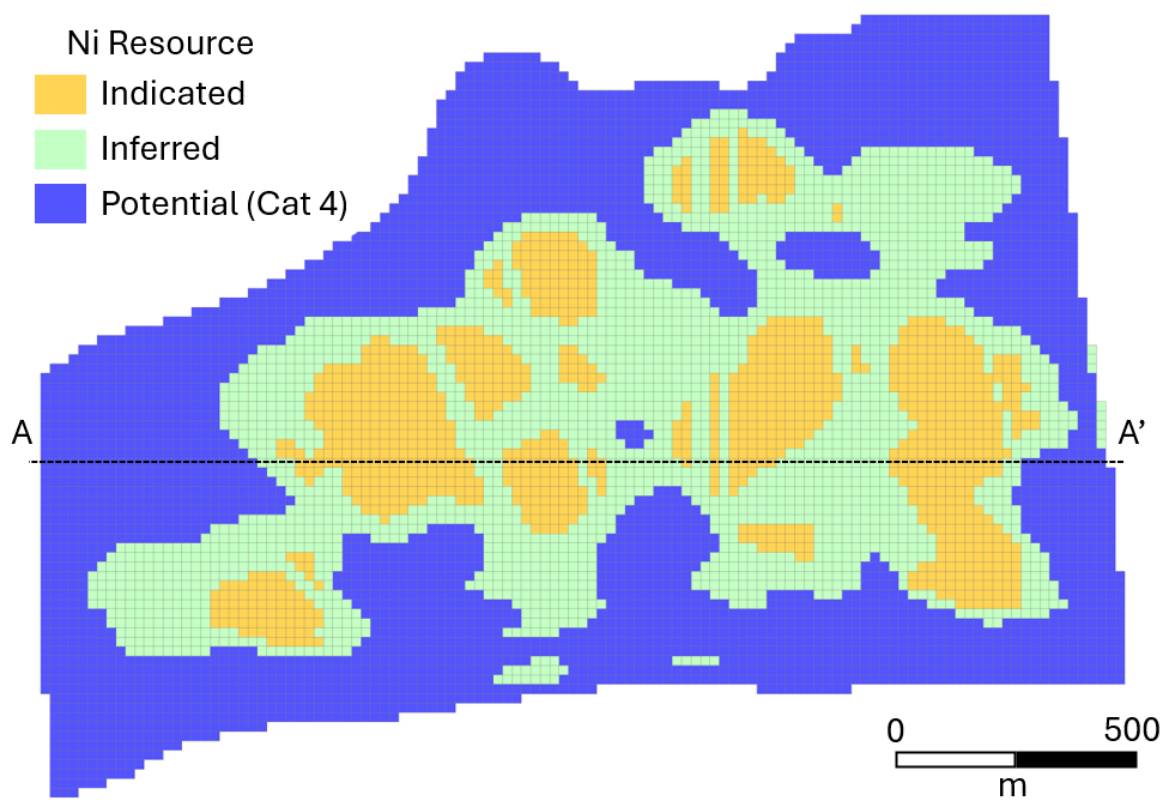 Ni Resource
Indicated
Inferred
Potential (Cat 4)
A
A’
0 500
m